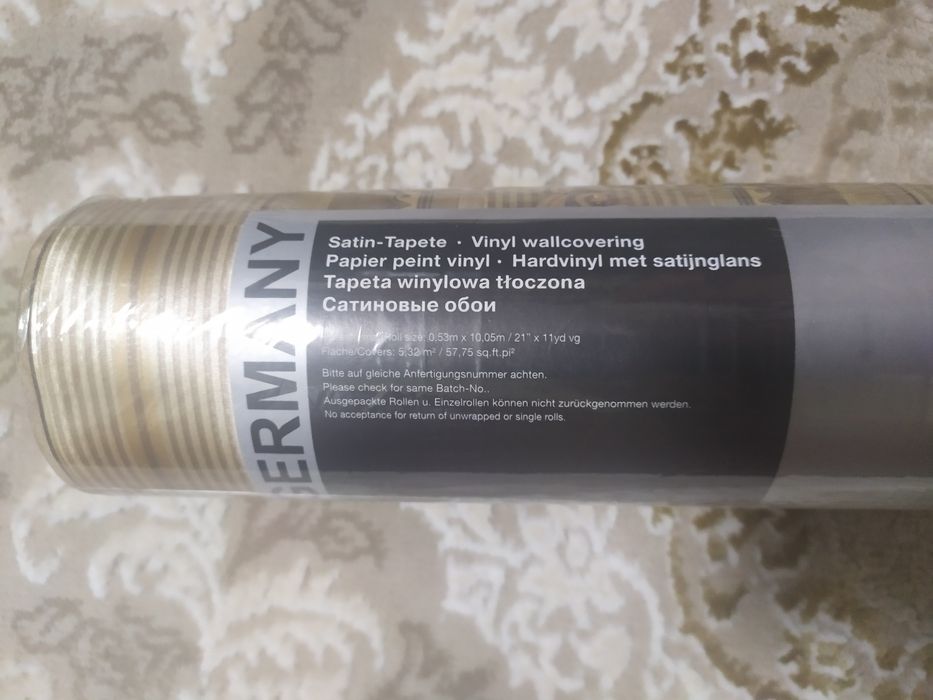 GERMANY
Satin-Tapete · Vinyl wallcovering
Papier peint vinyl · Hardvinyl met satijnglans
Tapeta winylowa tłoczona
Сатиновые обои
Roll size: 0.53m x 10,05m / 21" x 11yd vg
Fläche/Covers: 5,32 m² / 57,75 sq.ft.pi²
Bitte auf gleiche Anfertigungsnummer achten.
Please check for same Batch-No..
Ausgepackte Rollen u. Einzelrollen können nicht zurückgenommen werden.
No acceptance for return of unwrapped or single rolls.